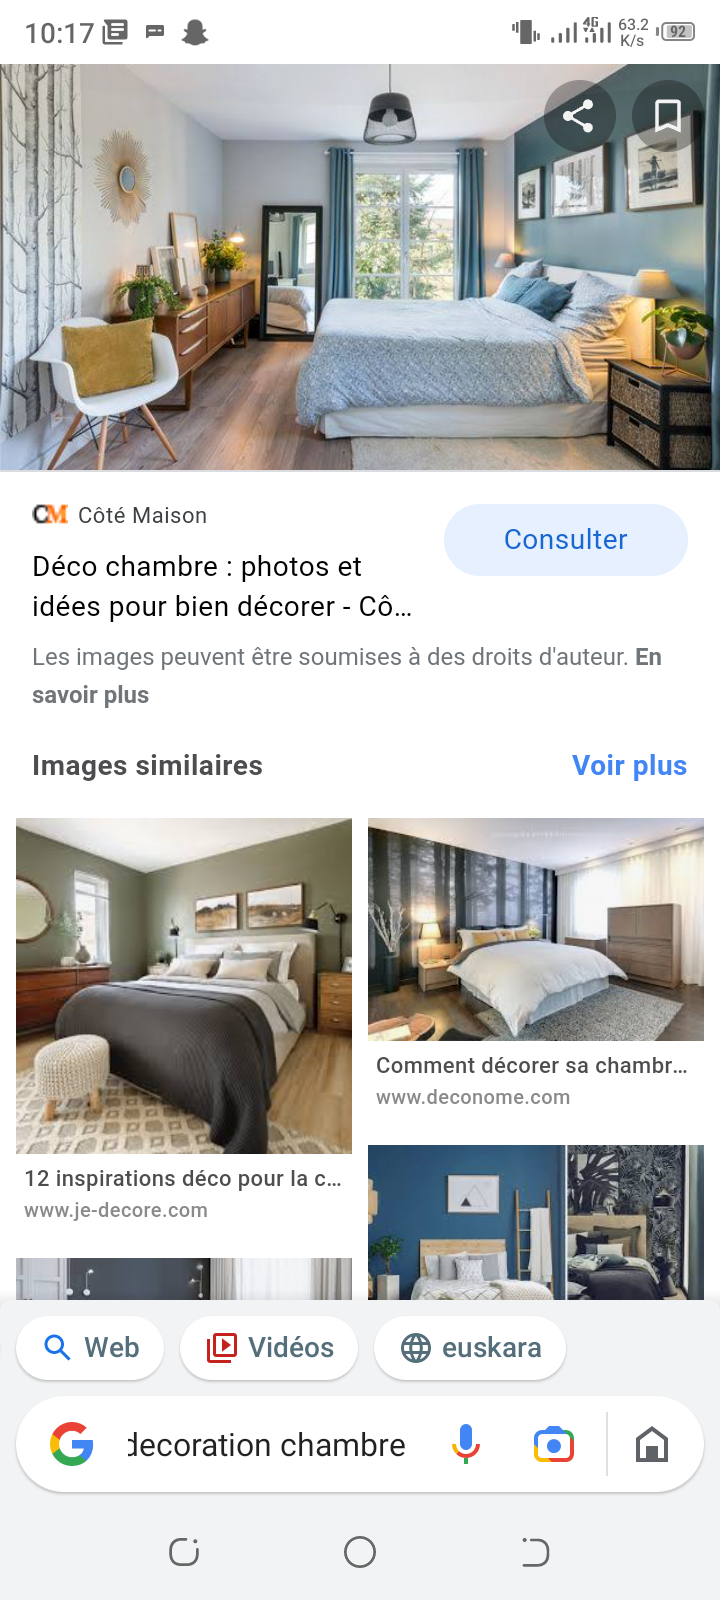 10:17
4G
63.2
K/s
92
CM Côté Maison
Consulter
Déco chambre : photos et
idées pour bien décorer - Cô...
Les images peuvent être soumises à des droits d'auteur. En
savoir plus
Images similaires
Voir plus
12 inspirations déco pour la c...
www.je-decore.com
Comment décorer sa chambr...
www.deconome.com
Web
Vidéos
euskara
decoration chambre